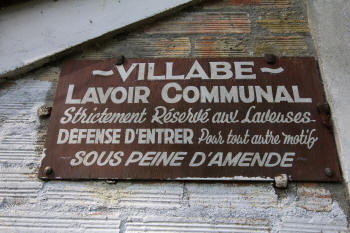 ~ VILLABE ~
LAVOIR COMMUNAL
Strictement Réservé aux Laveuses
DEFENSE D'ENTRER Pour tout autre motif
SOUS PEINE D'AMENDE